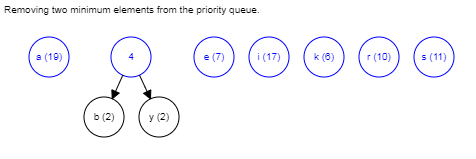 Removing two minimum elements from the priority queue.
a (19) 4 e (7) i (17) k (6) r (10) s (11)
b (2) y (2)